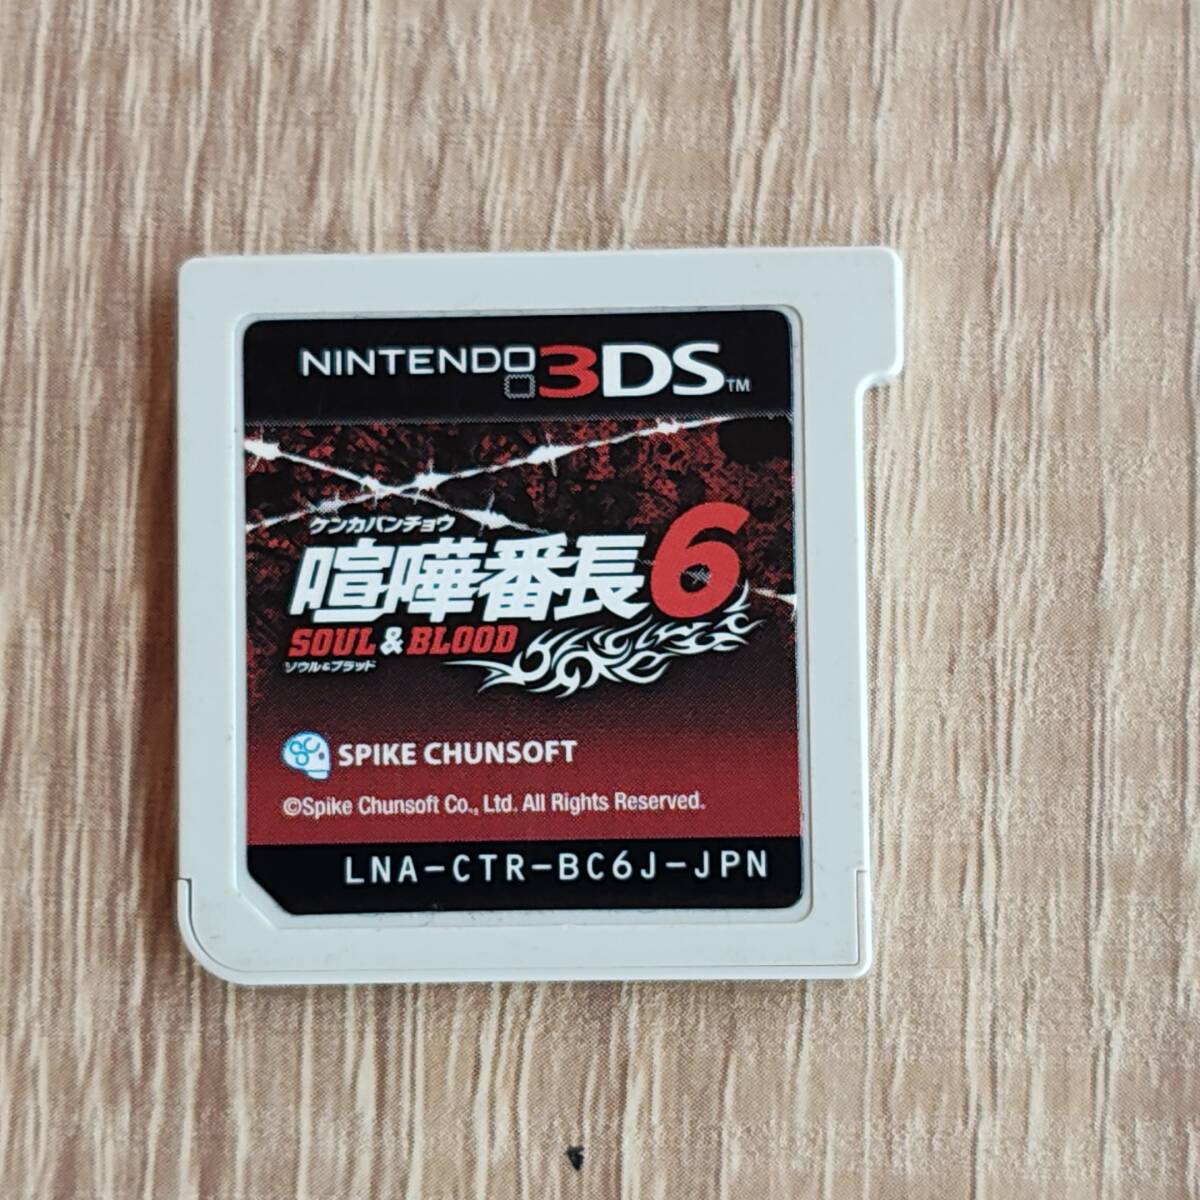 NINTENDO 3DS™
ケンカバンチョウ
喧嘩番長6
SOUL & BLOOD
ソウル&ブラッド
SPIKE CHUNSOFT
©Spike Chunsoft Co., Ltd. All Rights Reserved.
LNA-CTR-BC6J-JPN